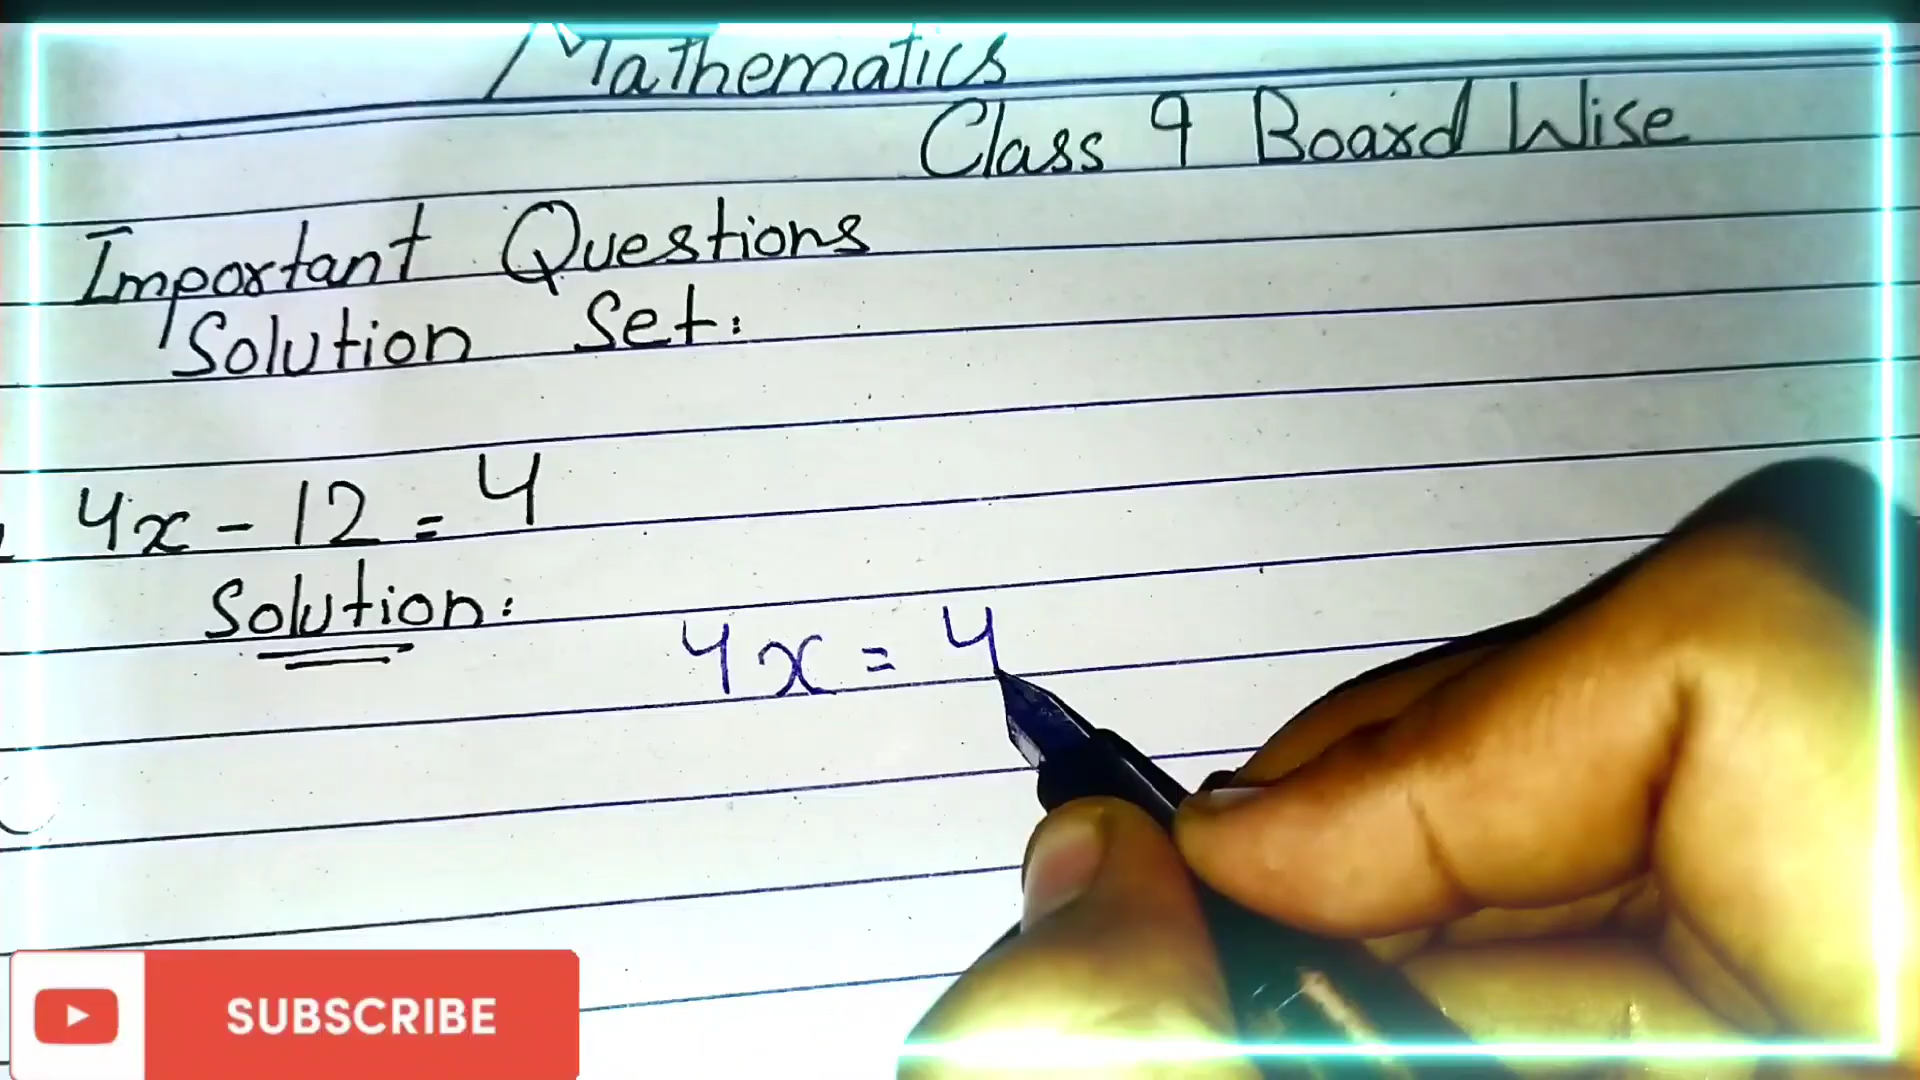 Mathematics
Class 9 Board Wise
Important Questions
Solution Set:
4x - 12 = 4
Solution:
4x = 4
SUBSCRIBE